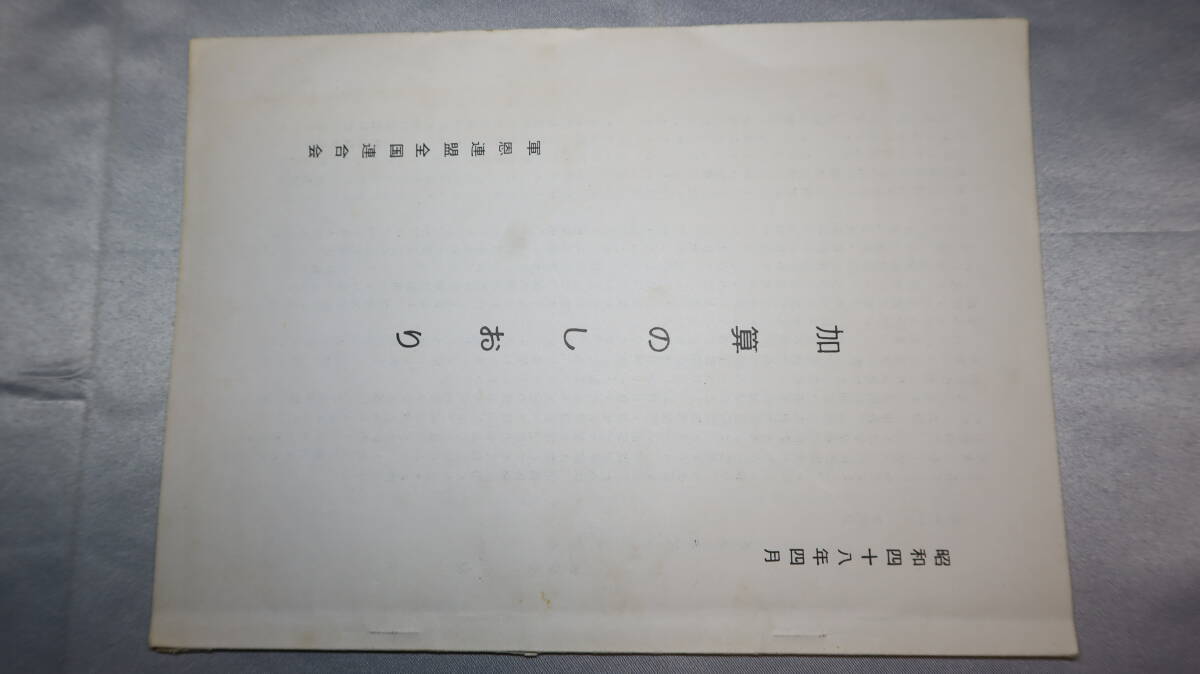 昭和四十八年四月
加算のしおり
軍恩連盟全国連合会